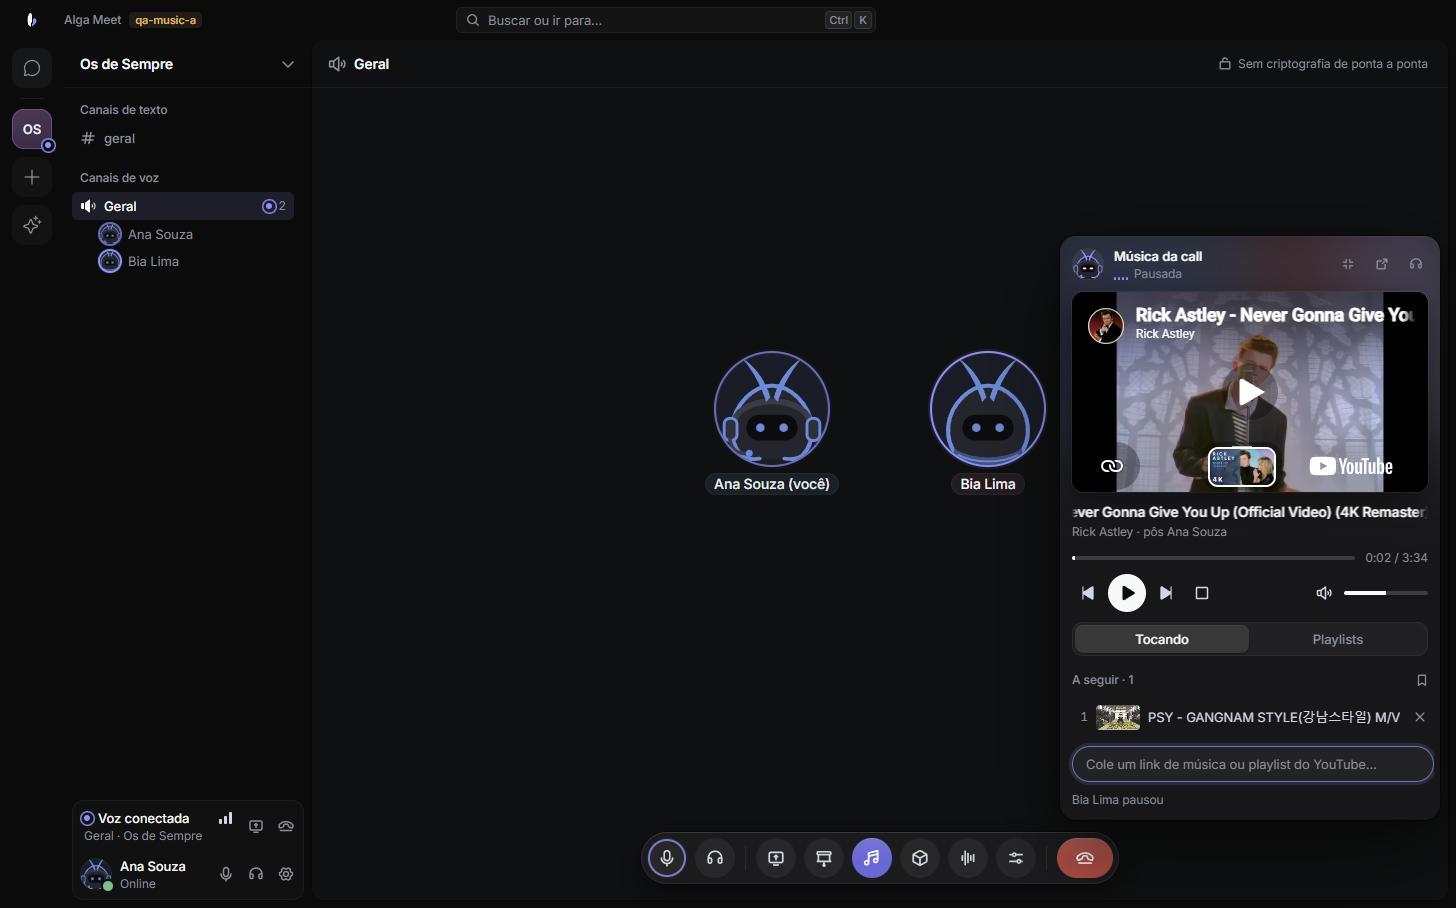 Alga Meet
qa-music-a
Buscar ou ir para...
Ctrl
K
Os de Sempre
Geral
Sem criptografia de ponta a ponta
OS
Canais de texto
geral
Canais de voz
Geral
2
Ana Souza
Bia Lima
Ana Souza (você)
Bia Lima
Música da call
Pausada
Rick Astley - Never Gonna Give You
Rick Astley
RICK
ASTLEY
4K
YouTube
ever Gonna Give You Up (Official Video) (4K Remaster
Rick Astley · pôs Ana Souza
0:02 / 3:34
Tocando
Playlists
A seguir · 1
1
PSY - GANGNAM STYLE(강남스타일) M/V
Cole um link de música ou playlist do YouTube...
Bia Lima pausou
Voz conectada
Geral · Os de Sempre
Ana Souza
Online